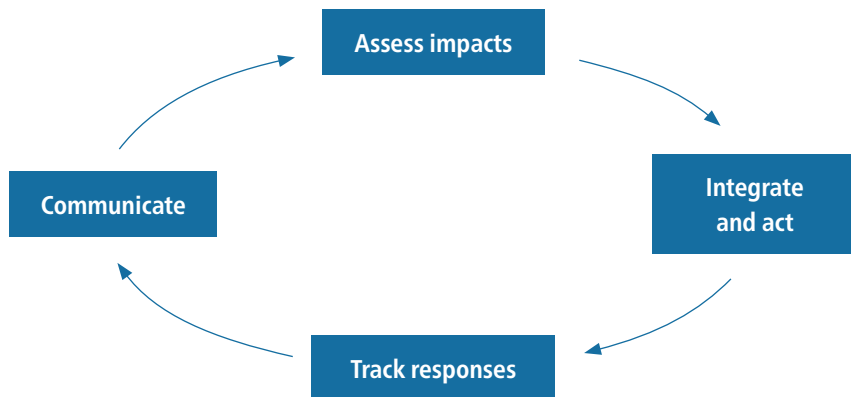 Assess impacts
Integrate
and act
Track responses
Communicate